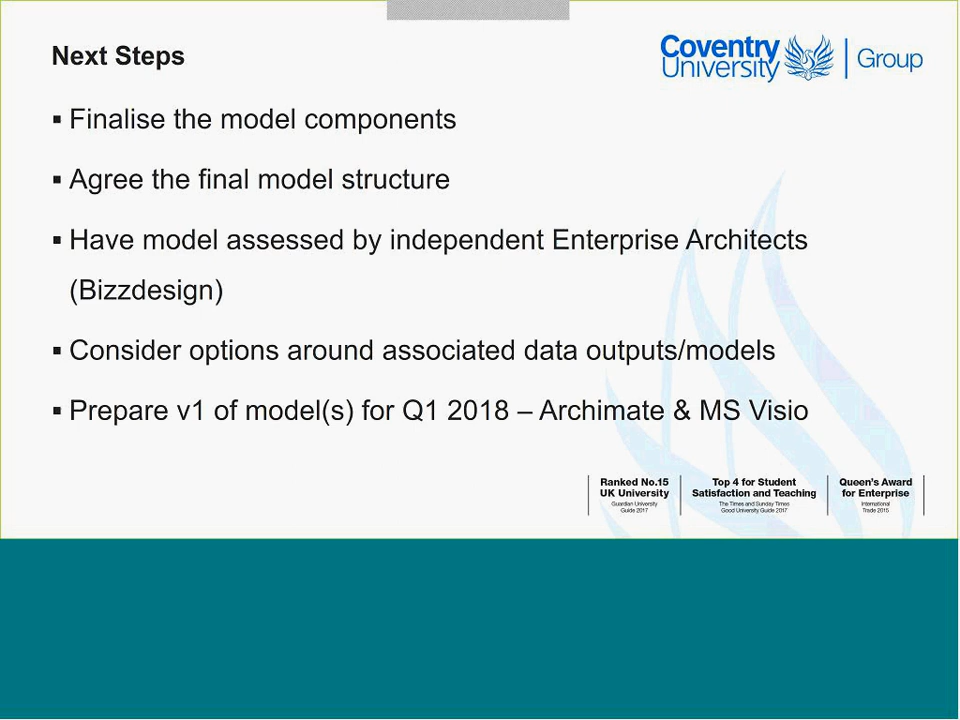 Next Steps
Coventry
University
Group
▪ Finalise the model components
▪ Agree the final model structure
▪ Have model assessed by independent Enterprise Architects
(Bizzdesign)
▪ Consider options around associated data outputs/models
▪ Prepare v1 of model(s) for Q1 2018 – Archimate & MS Visio
Ranked No.15
UK University
Guardian University
Guide 2017
Top 4 for Student
Satisfaction and Teaching
The Times and Sunday Times
Good University Guide 2017
Queen's Award
for Enterprise
International
Trade 2015